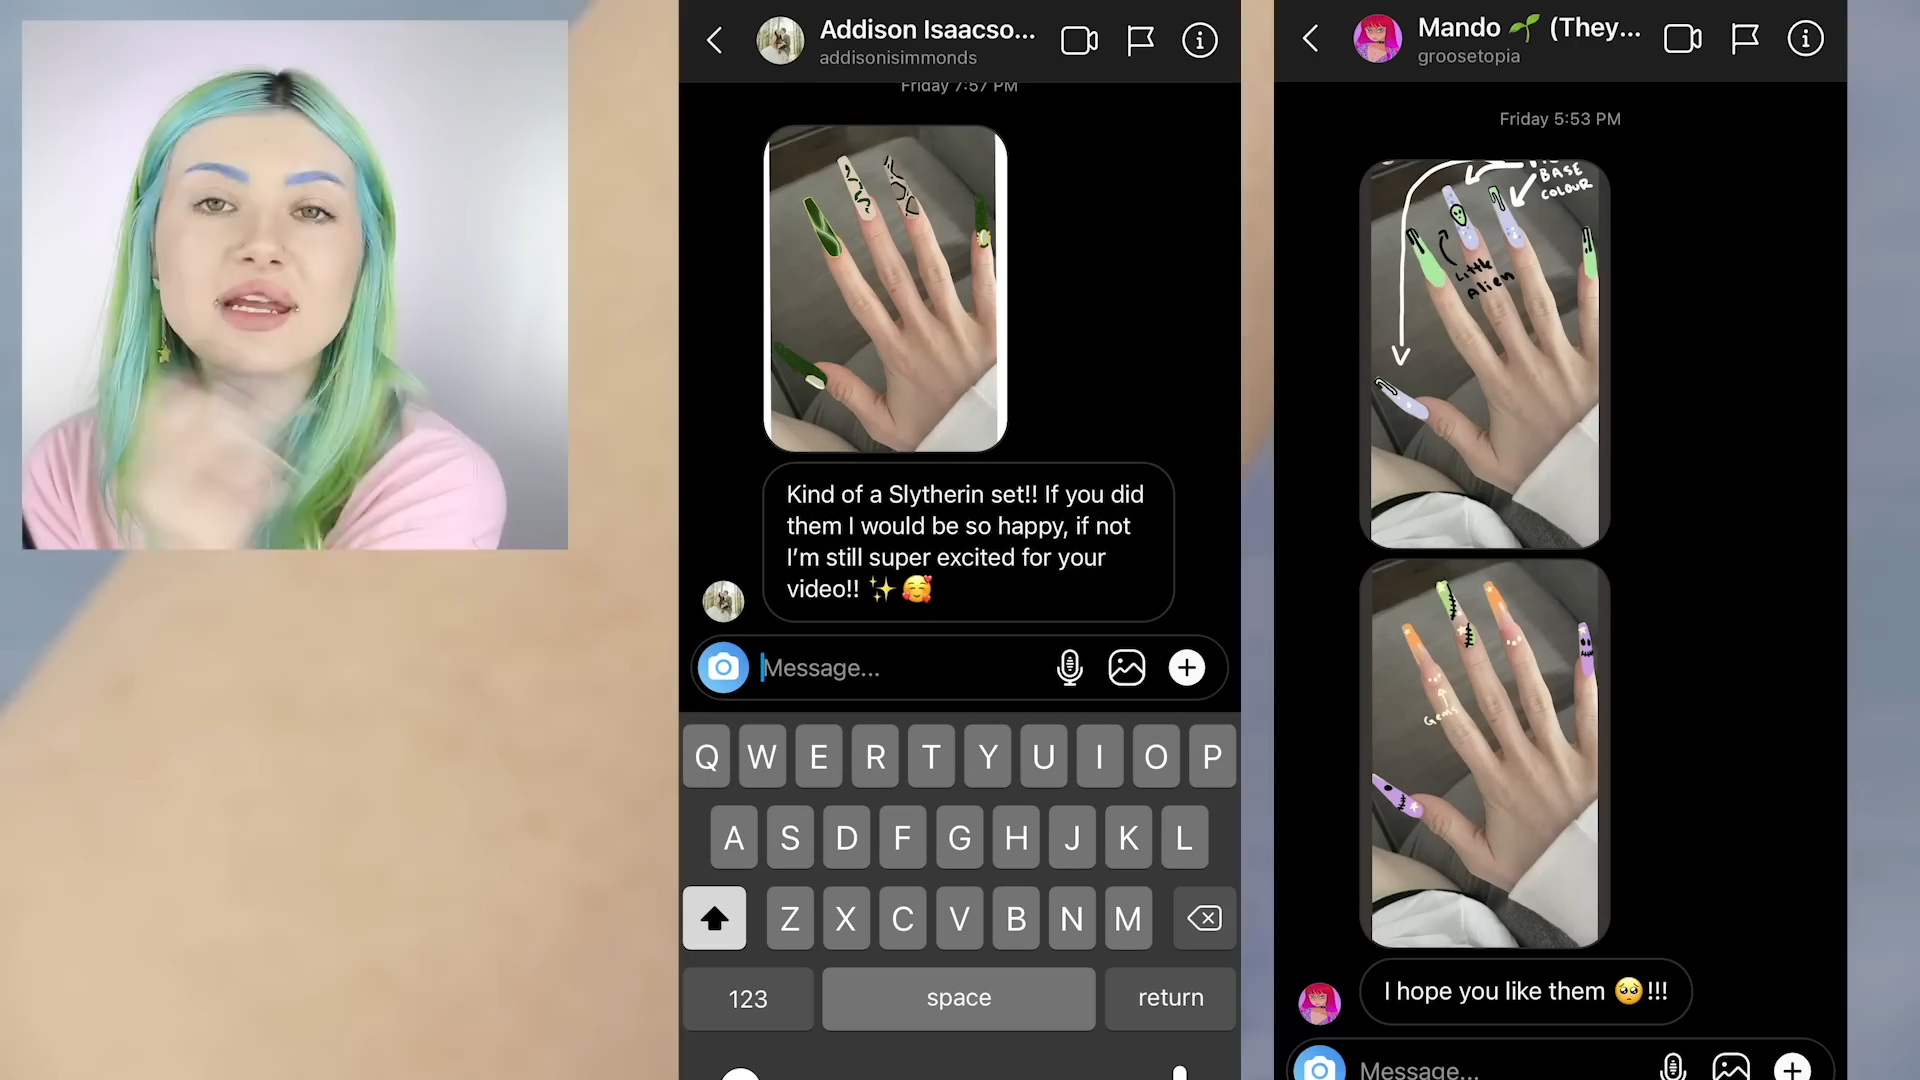 Addison Isaacso...
addisonisimmonds
Friday 7:57 PM
Kind of a Slytherin set!! If you did
them I would be so happy, if not
I'm still super excited for your
video!! ✨🥰
Message...
Q W E R T Y U I O P
A S D F G H J K L
Z X C V B N M
123 space return
Mando 🌱 (They...
groosetopia
Friday 5:53 PM
BASE
COLOUR
Little
Alien
Gems
I hope you like them 🥺!!!
Message...